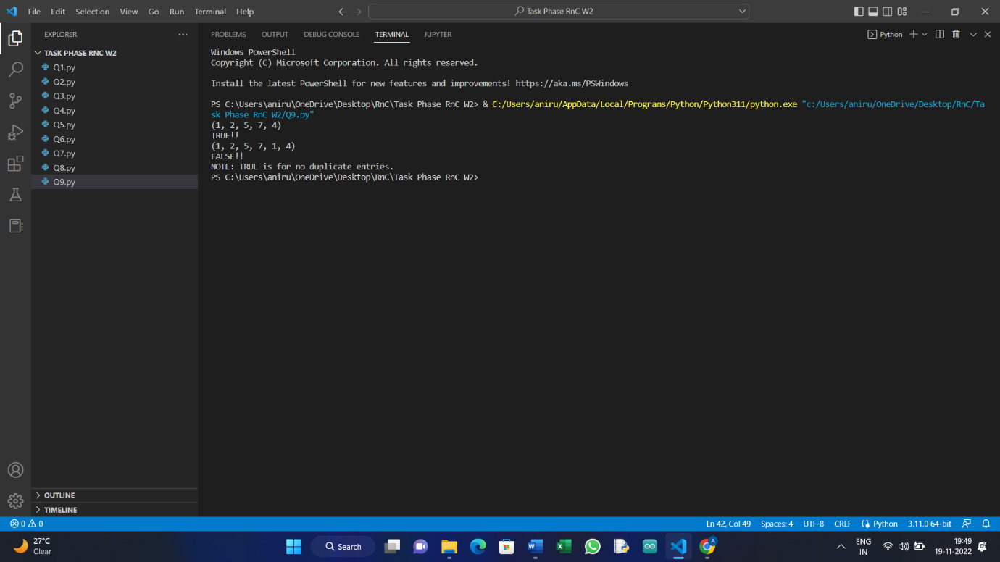 File Edit Selection View Go Run Terminal Help
Task Phase RnC W2
EXPLORER
TASK PHASE RNC W2
Q1.py
Q2.py
Q3.py
Q4.py
Q5.py
Q6.py
Q7.py
Q8.py
Q9.py
OUTLINE
TIMELINE
PROBLEMS OUTPUT DEBUG CONSOLE TERMINAL JUPYTER
Python
Windows PowerShell
Copyright (C) Microsoft Corporation. All rights reserved.
Install the latest PowerShell for new features and improvements! https://aka.ms/PSWindows
PS C:\Users\aniru\OneDrive\Desktop\RnC\Task Phase RnC W2> & C:/Users/aniru/AppData/Local/Programs/Python/Python311/python.exe "c:/Users/aniru/OneDrive/Desktop/RnC/Ta
sk Phase RnC W2/Q9.py"
(1, 2, 5, 7, 4)
TRUE!!
(1, 2, 5, 7, 1, 4)
FALSE!!
NOTE: TRUE is for no duplicate entries.
PS C:\Users\aniru\OneDrive\Desktop\RnC\Task Phase RnC W2>
0 0
Ln 42, Col 49 Spaces: 4 UTF-8 CRLF Python 3.11.0 64-bit
27°C
Clear
Search
ENG
IN
19:49
19-11-2022